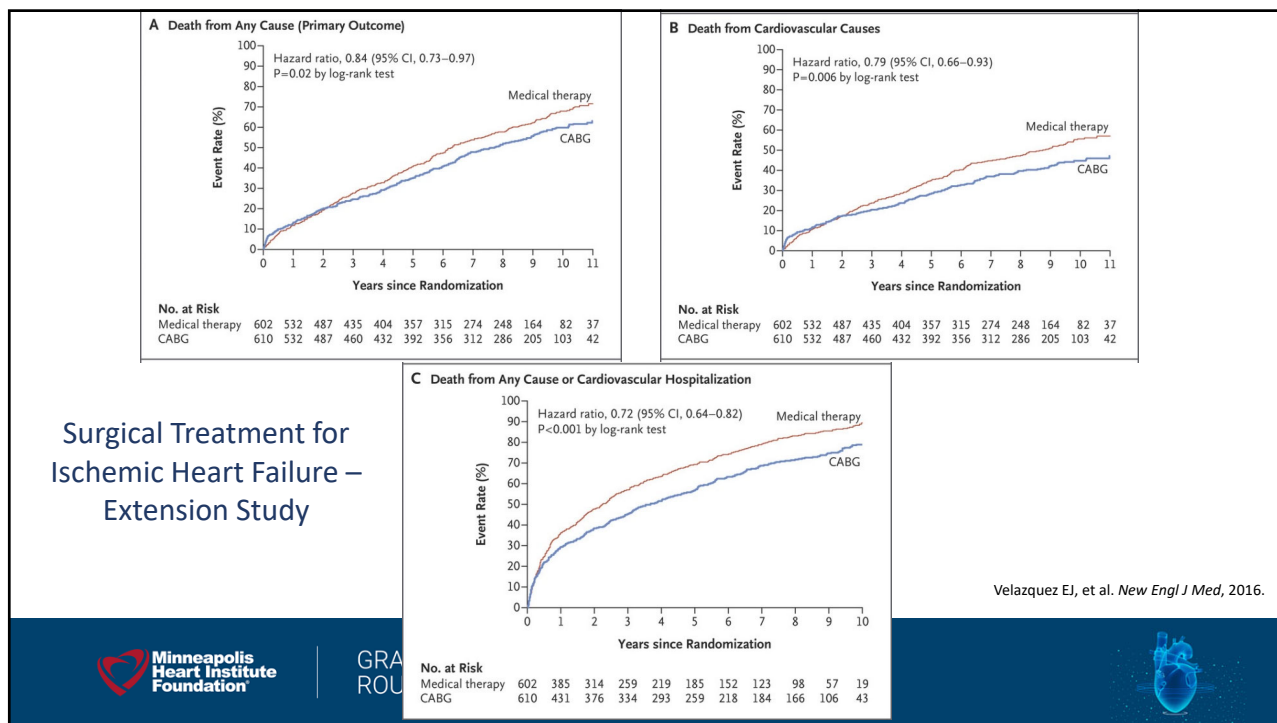 A Death from Any Cause (Primary Outcome)
100
90
80
70
60
50
40
30
20
10
0
Event Rate (%)
Hazard ratio, 0.84 (95% CI, 0.73–0.97)
P=0.02 by log-rank test
Medical therapy
CABG
0 1 2 3 4 5 6 7 8 9 10 11
Years since Randomization
No. at Risk
Medical therapy 602 532 487 435 404 357 315 274 248 164 82 37
CABG 610 532 487 460 432 392 356 312 286 205 103 42
B Death from Cardiovascular Causes
100
90
80
70
60
50
40
30
20
10
0
Event Rate (%)
Hazard ratio, 0.79 (95% CI, 0.66–0.93)
P=0.006 by log-rank test
Medical therapy
CABG
0 1 2 3 4 5 6 7 8 9 10 11
Years since Randomization
No. at Risk
Medical therapy 602 532 487 435 404 357 315 274 248 164 82 37
CABG 610 532 487 460 432 392 356 312 286 205 103 42
Surgical Treatment for
Ischemic Heart Failure –
Extension Study
C Death from Any Cause or Cardiovascular Hospitalization
100
90
80
70
60
50
40
30
20
10
0
Event Rate (%)
Hazard ratio, 0.72 (95% CI, 0.64–0.82)
P<0.001 by log-rank test
Medical therapy
CABG
0 1 2 3 4 5 6 7 8 9 10
Years since Randomization
No. at Risk
Medical therapy 602 385 314 259 219 185 152 123 98 57 19
CABG 610 431 376 334 293 259 218 184 166 106 43
Velazquez EJ, et al. New Engl J Med, 2016.
Minneapolis
Heart Institute
Foundation®
GRA
ROU